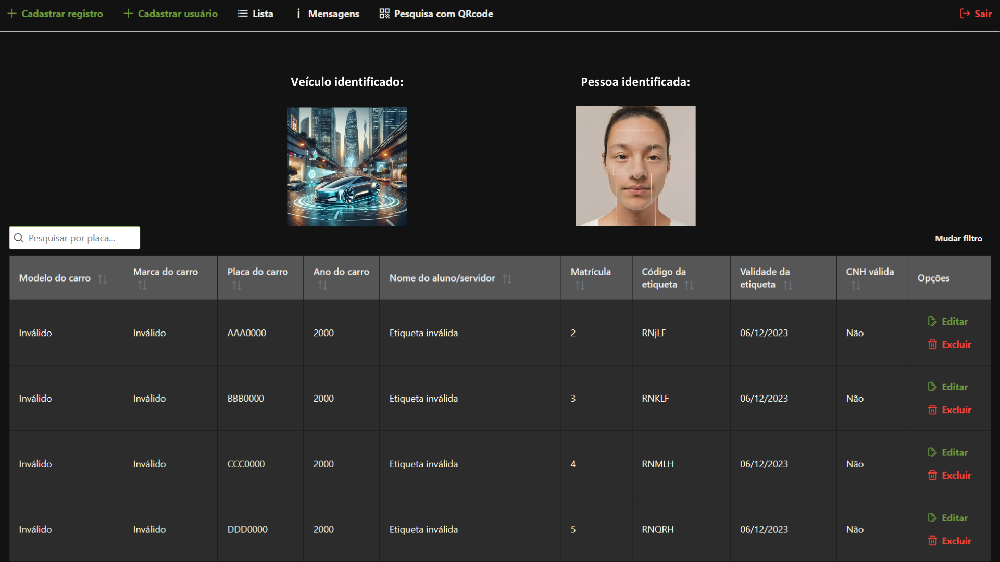 Cadastrar registro
Cadastrar usuário
Lista
Mensagens
Pesquisa com QRcode
Sair
Veículo identificado:
Pessoa identificada:
Pesquisar por placa...
Mudar filtro
Modelo do carro
Marca do carro
Placa do carro
Ano do carro
Nome do aluno/servidor
Matrícula
Código da
etiqueta
Validade da
etiqueta
CNH válida
Opções
Inválido
Inválido
AAA0000
2000
Etiqueta inválida
2
RNjLF
06/12/2023
Não
Editar
Excluir
Inválido
Inválido
BBB0000
2000
Etiqueta inválida
3
RNKLF
06/12/2023
Não
Editar
Excluir
Inválido
Inválido
CCC0000
2000
Etiqueta inválida
4
RNMLH
06/12/2023
Não
Editar
Excluir
Inválido
Inválido
DDD0000
2000
Etiqueta inválida
5
RNQRH
06/12/2023
Não
Editar
Excluir